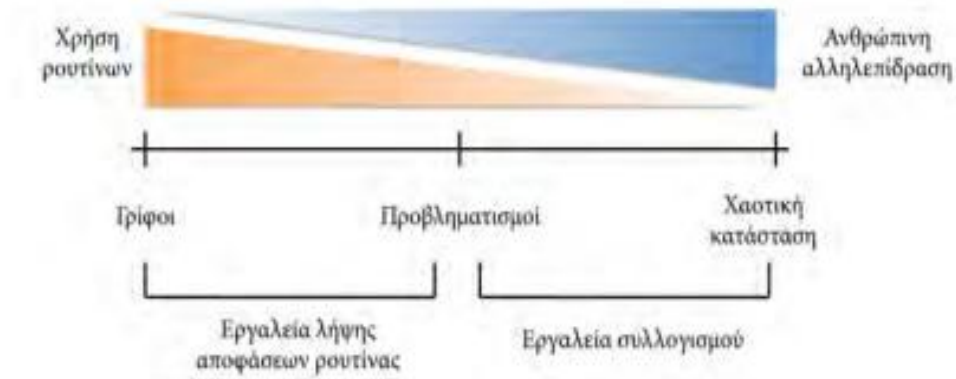 Χρήση
ρουτίνων
Ανθρώπινη
αλληλεπίδραση
Γρίφοι
Προβληματισμοί
Χαοτική
κατάσταση
Εργαλεία λήψης
αποφάσεων ρουτίνας
Εργαλεία συλλογισμού